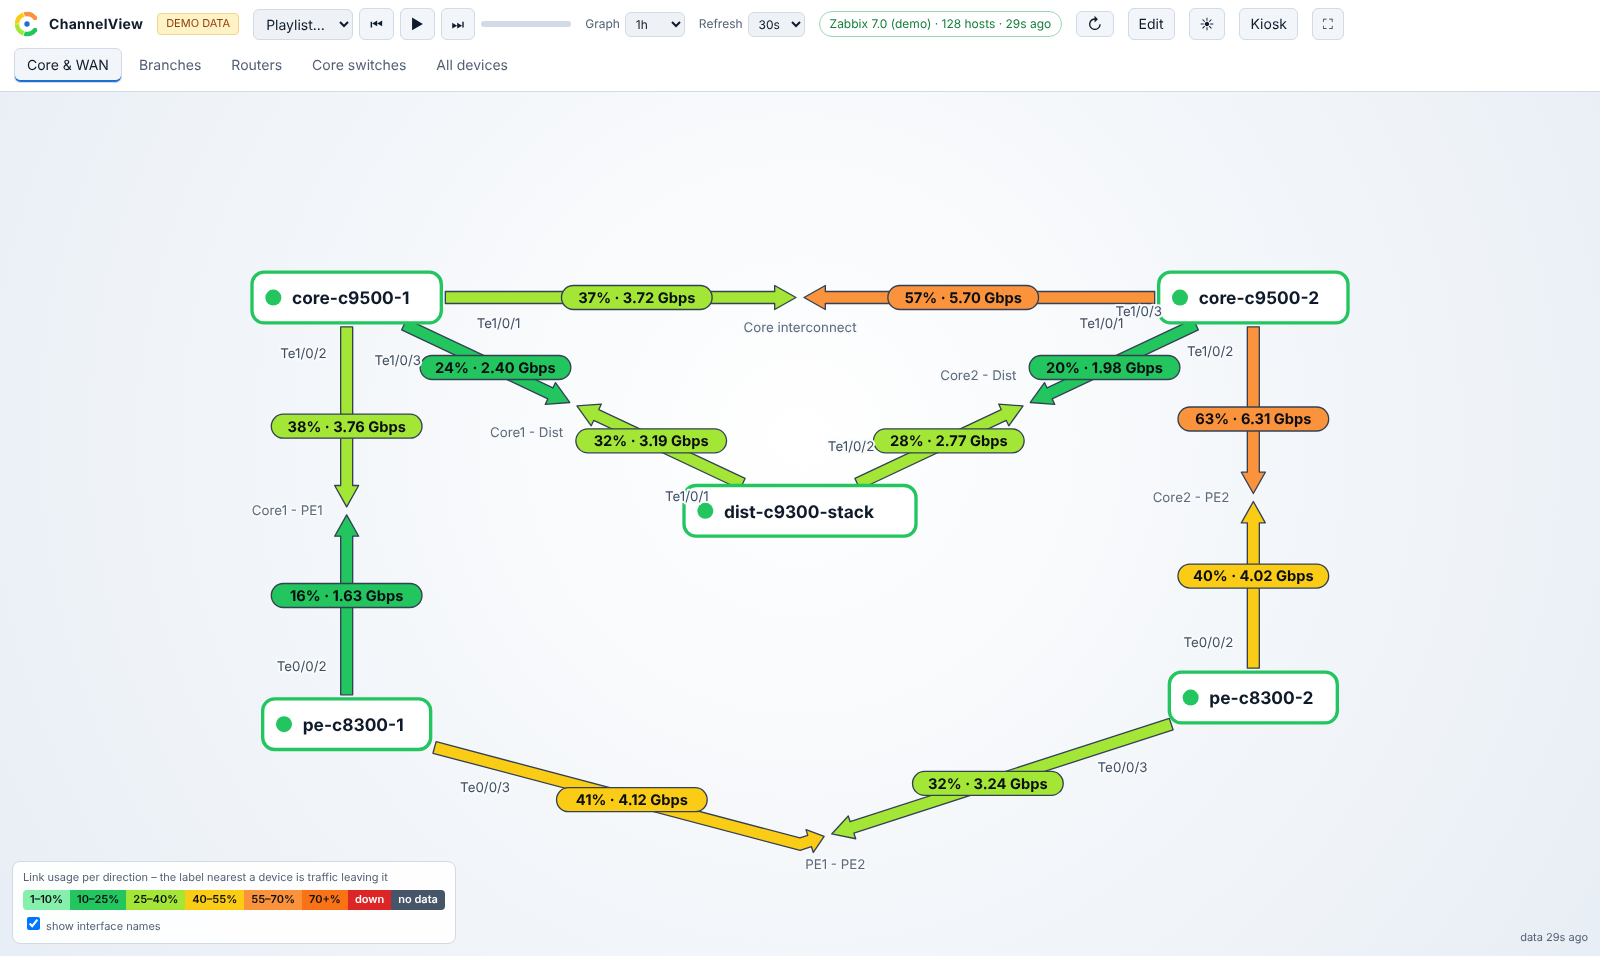 ChannelView DEMO DATA Playlist... Graph 1h Refresh 30s Zabbix 7.0 (demo) · 128 hosts · 29s ago Edit Kiosk
Core & WAN Branches Routers Core switches All devices
core-c9500-1
37% · 3.72 Gbps
57% · 5.70 Gbps
core-c9500-2
Te1/0/1
Core interconnect
Te1/0/1
Te1/0/3
Te1/0/2
Te1/0/3
24% · 2.40 Gbps
Core2 - Dist
20% · 1.98 Gbps
Te1/0/2
38% · 3.76 Gbps
Core1 - Dist
32% · 3.19 Gbps
Te1/0/2
28% · 2.77 Gbps
63% · 6.31 Gbps
Te1/0/1
dist-c9300-stack
Core1 - PE1
Core2 - PE2
16% · 1.63 Gbps
40% · 4.02 Gbps
Te0/0/2
Te0/0/2
pe-c8300-1
pe-c8300-2
Te0/0/3
41% · 4.12 Gbps
32% · 3.24 Gbps
Te0/0/3
PE1 - PE2
Link usage per direction – the label nearest a device is traffic leaving it
1–10% 10–25% 25–40% 40–55% 55–70% 70+% down no data
show interface names
data 29s ago